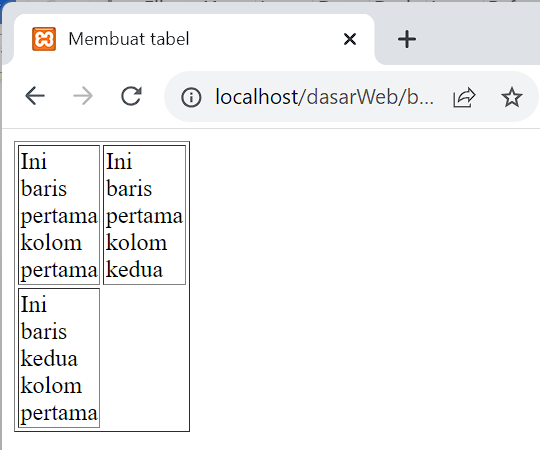 Membuat tabel
localhost/dasarWeb/b...
Ini
baris
pertama
kolom
pertama
Ini
baris
pertama
kolom
kedua
Ini
baris
kedua
kolom
pertama